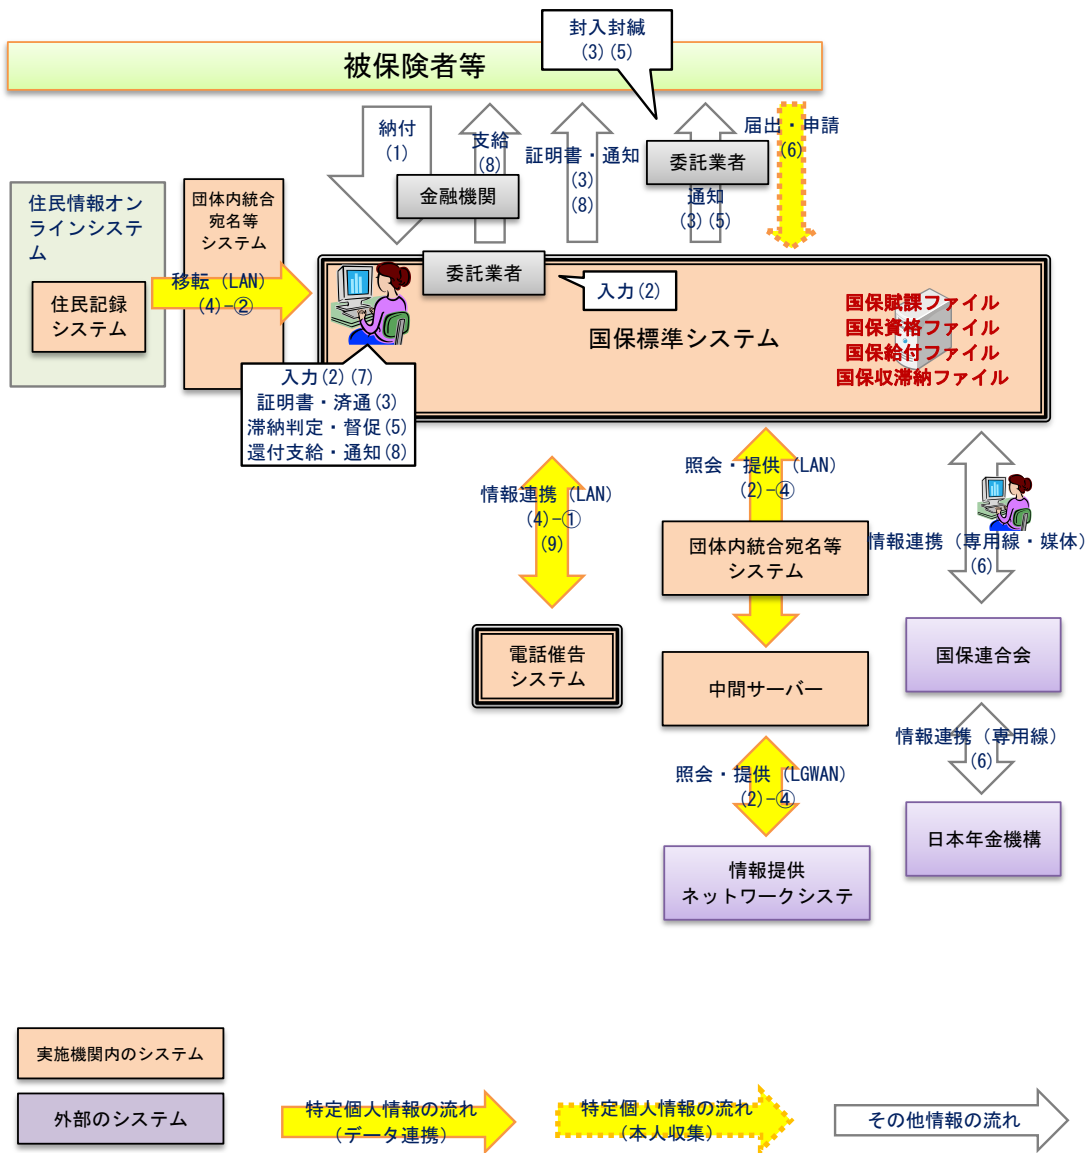 封入封緘
(3)(5)
被保険者等
納付
(1)
支給
(8)
証明書・通知
(3)
(8)
委託業者
通知
(3)(5)
届出・申請
(6)
金融機関
住民情報オン
ラインシステ
ム
団体内統合
宛名等
システム
移転（LAN）
(4)-②
住民記録
システム
委託業者
入力(2)
国保標準システム
国保賦課ファイル
国保資格ファイル
国保給付ファイル
国保収滞納ファイル
入力(2)(7)
証明書・済通(3)
滞納判定・督促(5)
還付支給・通知(8)
情報連携（LAN）
(4)-①
(9)
照会・提供（LAN）
(2)-④
情報連携（専用線・媒体）
(6)
団体内統合宛名等
システム
電話催告
システム
中間サーバー
国保連合会
情報連携（専用線）
(6)
照会・提供（LGWAN）
(2)-④
日本年金機構
情報提供
ネットワークシステ
実施機関内のシステム
外部のシステム
特定個人情報の流れ
（データ連携）
特定個人情報の流れ
（本人収集）
その他情報の流れ